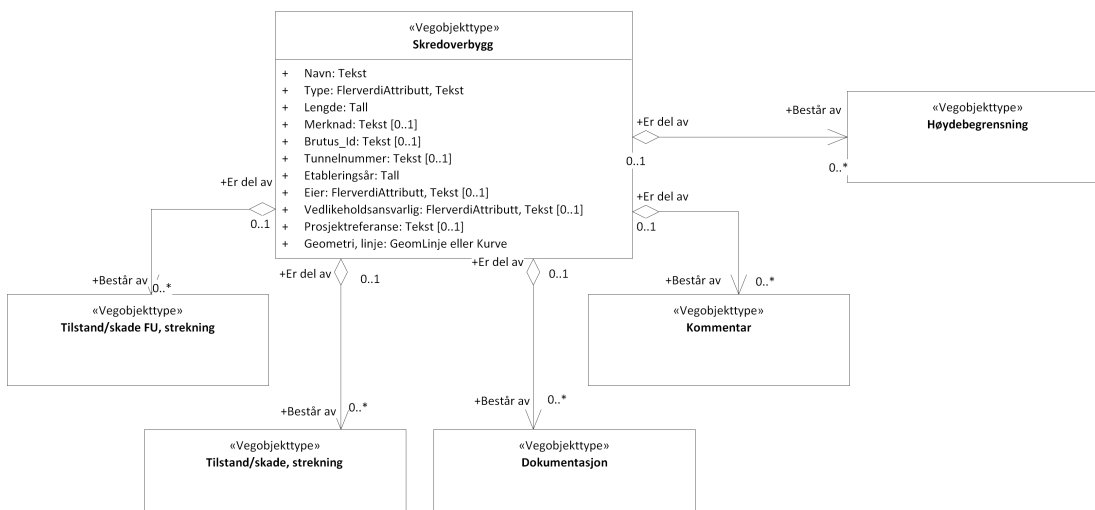 «Vegobjekttype»
Skredoverbygg
+ Navn: Tekst
+ Type: FlerverdiAttributt, Tekst
+ Lengde: Tall
+ Merknad: Tekst [0..1]
+ Brutus_Id: Tekst [0..1]
+ Tunnelnummer: Tekst [0..1]
+ Etableringsår: Tall
+ Eier: FlerverdiAttributt, Tekst [0..1]
+ Vedlikeholdsansvarlig: FlerverdiAttributt, Tekst [0..1]
+ Prosjektreferanse: Tekst [0..1]
+ Geometri, linje: GeomLinje eller Kurve
+Er del av
0..1
+Består av
0..*
«Vegobjekttype»
Høydebegrensning
+Er del av
0..1
+Består av
0..*
«Vegobjekttype»
Kommentar
+Er del av
0..1
+Består av
0..*
«Vegobjekttype»
Tilstand/skade FU, strekning
+Er del av
0..1
+Består av
0..*
«Vegobjekttype»
Tilstand/skade, strekning
+Er del av
0..1
+Består av
0..*
«Vegobjekttype»
Dokumentasjon